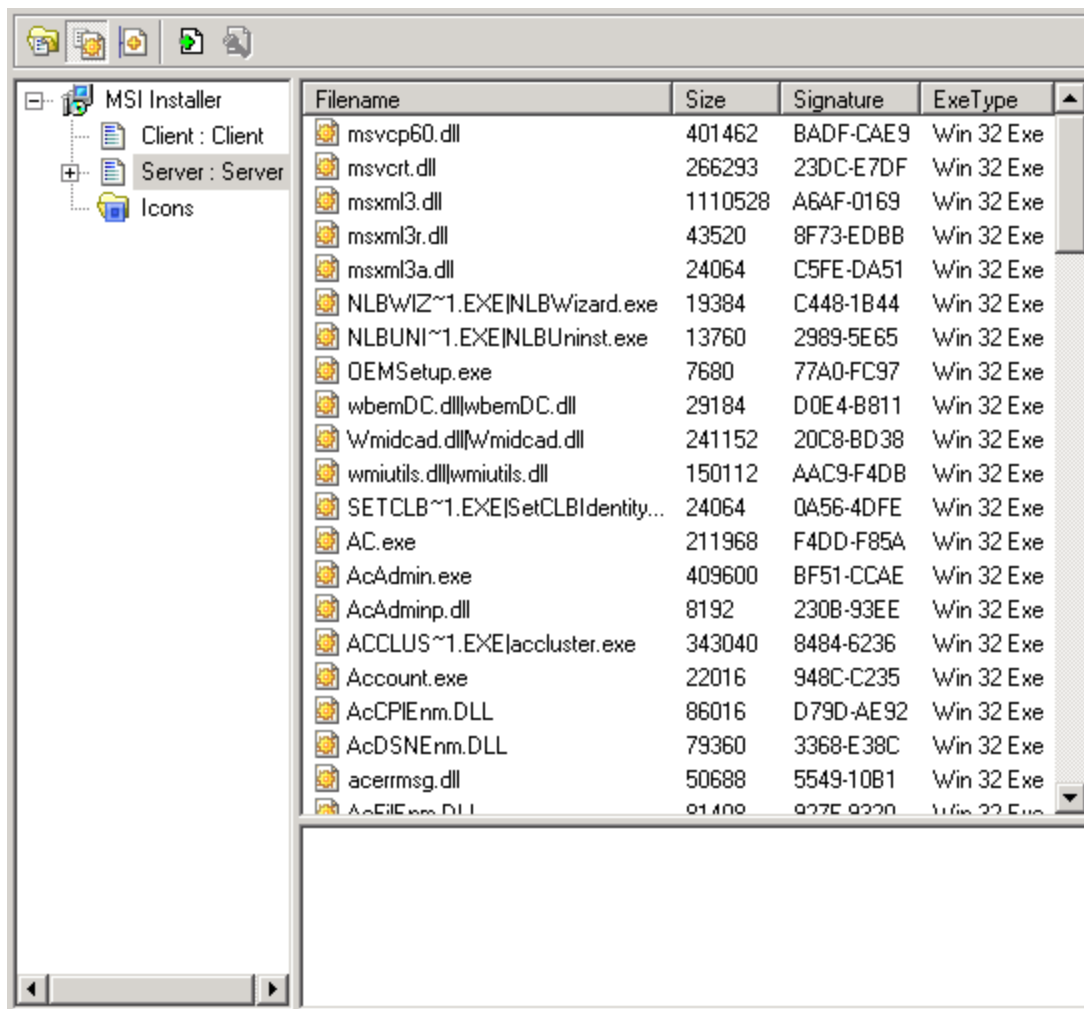 MSI Installer
Client : Client
Server : Server
Icons
Filename Size Signature ExeType
msvcp60.dll 401462 BADF-CAE9 Win 32 Exe
msvcrt.dll 266293 23DC-E7DF Win 32 Exe
msxml3.dll 1110528 A6AF-0169 Win 32 Exe
msxml3r.dll 43520 8F73-EDBB Win 32 Exe
msxml3a.dll 24064 C5FE-DA51 Win 32 Exe
NLBWIZ~1.EXE|NLBWizard.exe 19384 C448-1B44 Win 32 Exe
NLBUNI~1.EXE|NLBUninst.exe 13760 2989-5E65 Win 32 Exe
OEMSetup.exe 7680 77A0-FC97 Win 32 Exe
wbemDC.dll|wbemDC.dll 29184 D0E4-B811 Win 32 Exe
Wmidcad.dll|Wmidcad.dll 241152 20C8-BD38 Win 32 Exe
wmiutils.dll|wmiutils.dll 150112 AAC9-F4DB Win 32 Exe
SETCLB~1.EXE|SetCLBIdentity... 24064 0A56-4DFE Win 32 Exe
AC.exe 211968 F4DD-F85A Win 32 Exe
AcAdmin.exe 409600 BF51-CCAE Win 32 Exe
AcAdminp.dll 8192 230B-93EE Win 32 Exe
ACCLUS~1.EXE|accluster.exe 343040 8484-6236 Win 32 Exe
Account.exe 22016 948C-C235 Win 32 Exe
AcCPIEnm.DLL 86016 D79D-AE92 Win 32 Exe
AcDSNEnm.DLL 79360 3368-E38C Win 32 Exe
acerrmsg.dll 50688 5549-10B1 Win 32 Exe